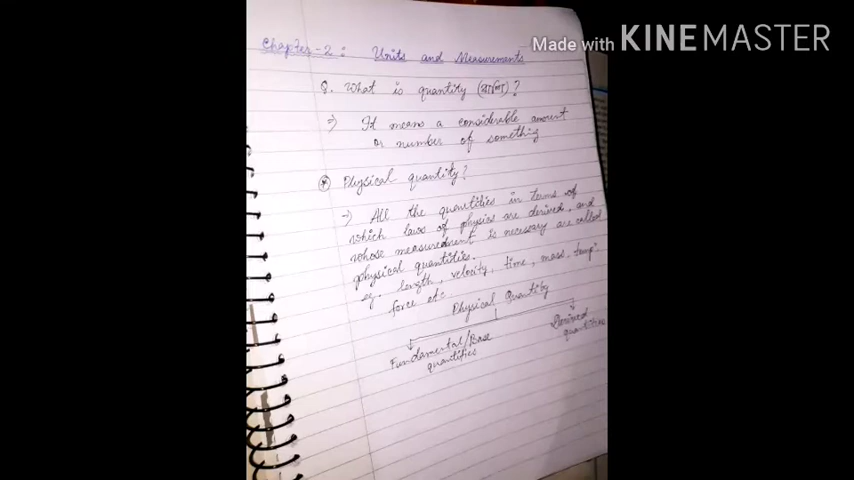 Made with KINEMASTER
Chapter-2: Units and Measurements
Q. What is quantity ( ) ?
⇒ It means a considerable amount
or number of something
* Physical quantity?
→ All the quantities in terms of
which laws of physics are derived, and
whose measurement is necessary are called
physical quantities.
eg. length, velocity, time, mass, temp
force etc
Physical Quantity
Fundamental/Base
quantities
Derived
quantities